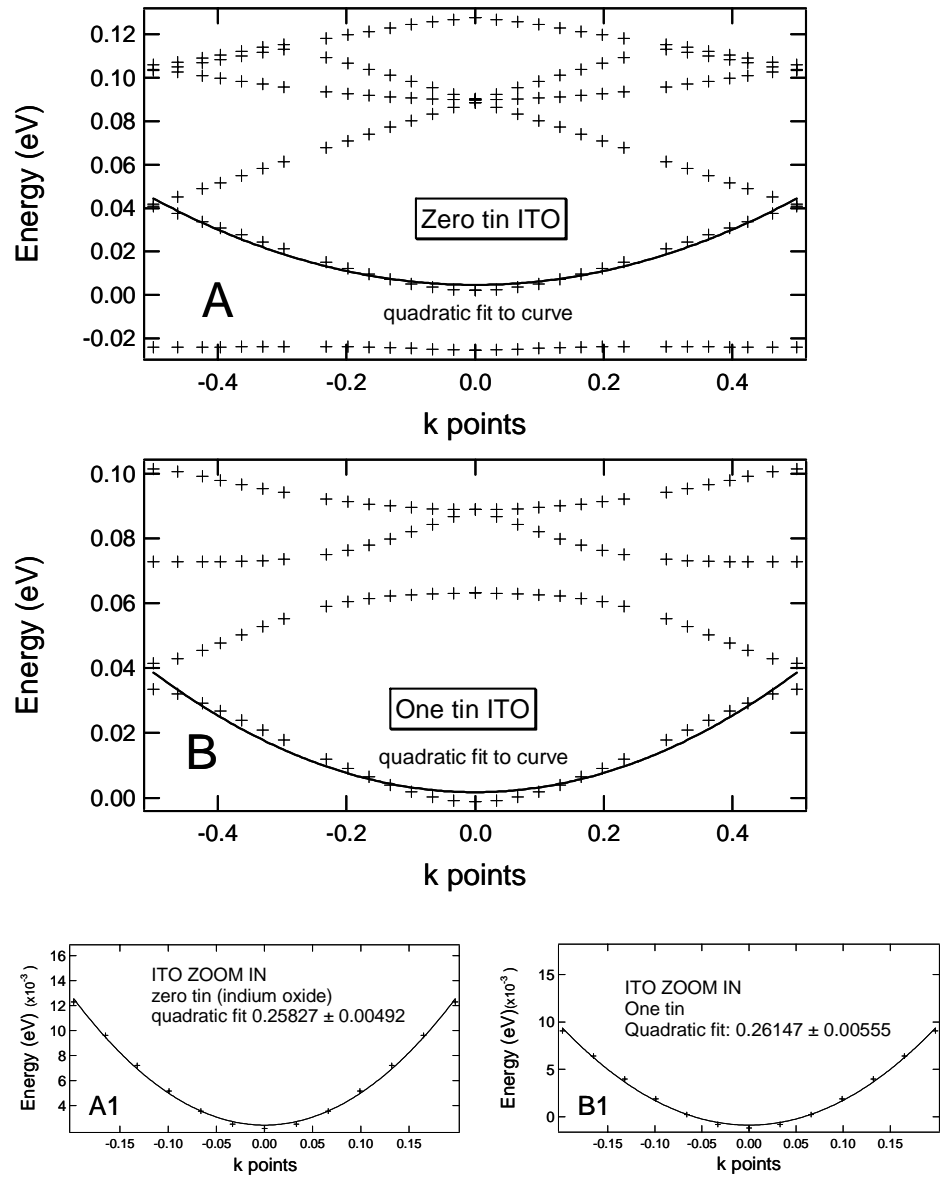 0.12
0.10
0.08
0.06
0.04
0.02
0.00
-0.02
Energy (eV)
Zero tin ITO
A
quadratic fit to curve
-0.4 -0.2 0.0 0.2 0.4
k points
0.10
0.08
0.06
0.04
0.02
0.00
Energy (eV)
One tin ITO
B
quadratic fit to curve
-0.4 -0.2 0.0 0.2 0.4
k points
16
14
12
10
8
6
4
Energy (eV) (x10⁻³)
ITO ZOOM IN
zero tin (indium oxide)
quadratic fit 0.25827 ± 0.00492
A1
-0.15 -0.10 -0.05 0.00 0.05 0.10 0.15
k points
15
10
5
0
Energy (eV)(x10⁻³)
ITO ZOOM IN
One tin
Quadratic fit: 0.26147 ± 0.00555
B1
-0.15 -0.10 -0.05 0.00 0.05 0.10 0.15
k points